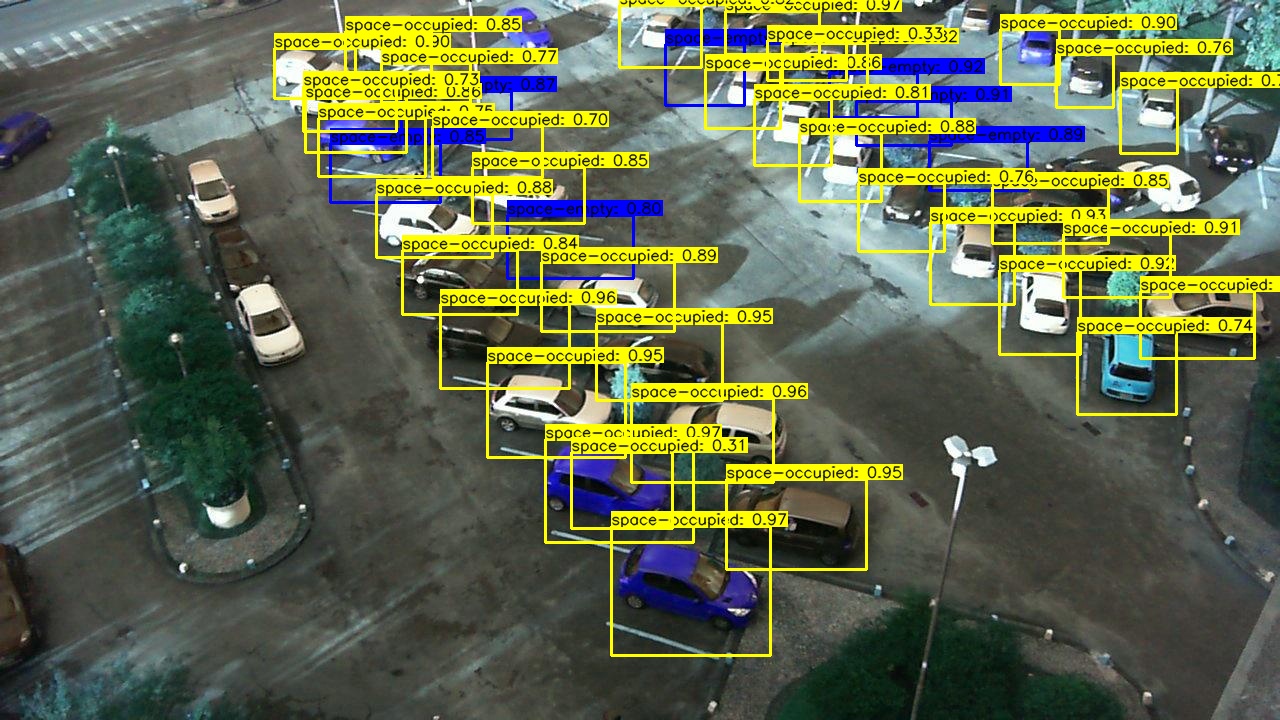 space-occupied: 0.97
space-occupied: 0.85
space-occupied: 0.90
space-occupied: 0.33
space-occupied: 0.90
space-occupied: 0.77
space-occupied: 0.76
space-occupied: 0.86
-empty: 0.92
space-occupied: 0.73
0.87
space-occupied: 0.86
space-occupied: 0.81
0.91
space-occupied: 0.70
space-occupied: 0.88
space-empty: 0.85
space-empty: 0.89
space-occupied: 0.85
space-occupied: 0.76
space-occupied: 0.85
space-occupied: 0.88
space-empty: 0.80
space-occupied: 0.93
space-occupied: 0.91
space-occupied: 0.84
space-occupied: 0.89
space-occupied: 0.92
space-occupied:
space-occupied: 0.96
space-occupied: 0.95
space-occupied: 0.74
space-occupied: 0.95
space-occupied: 0.96
space-occupied: 0.97
space-occupied: 0.31
space-occupied: 0.95
space-occupied: 0.97